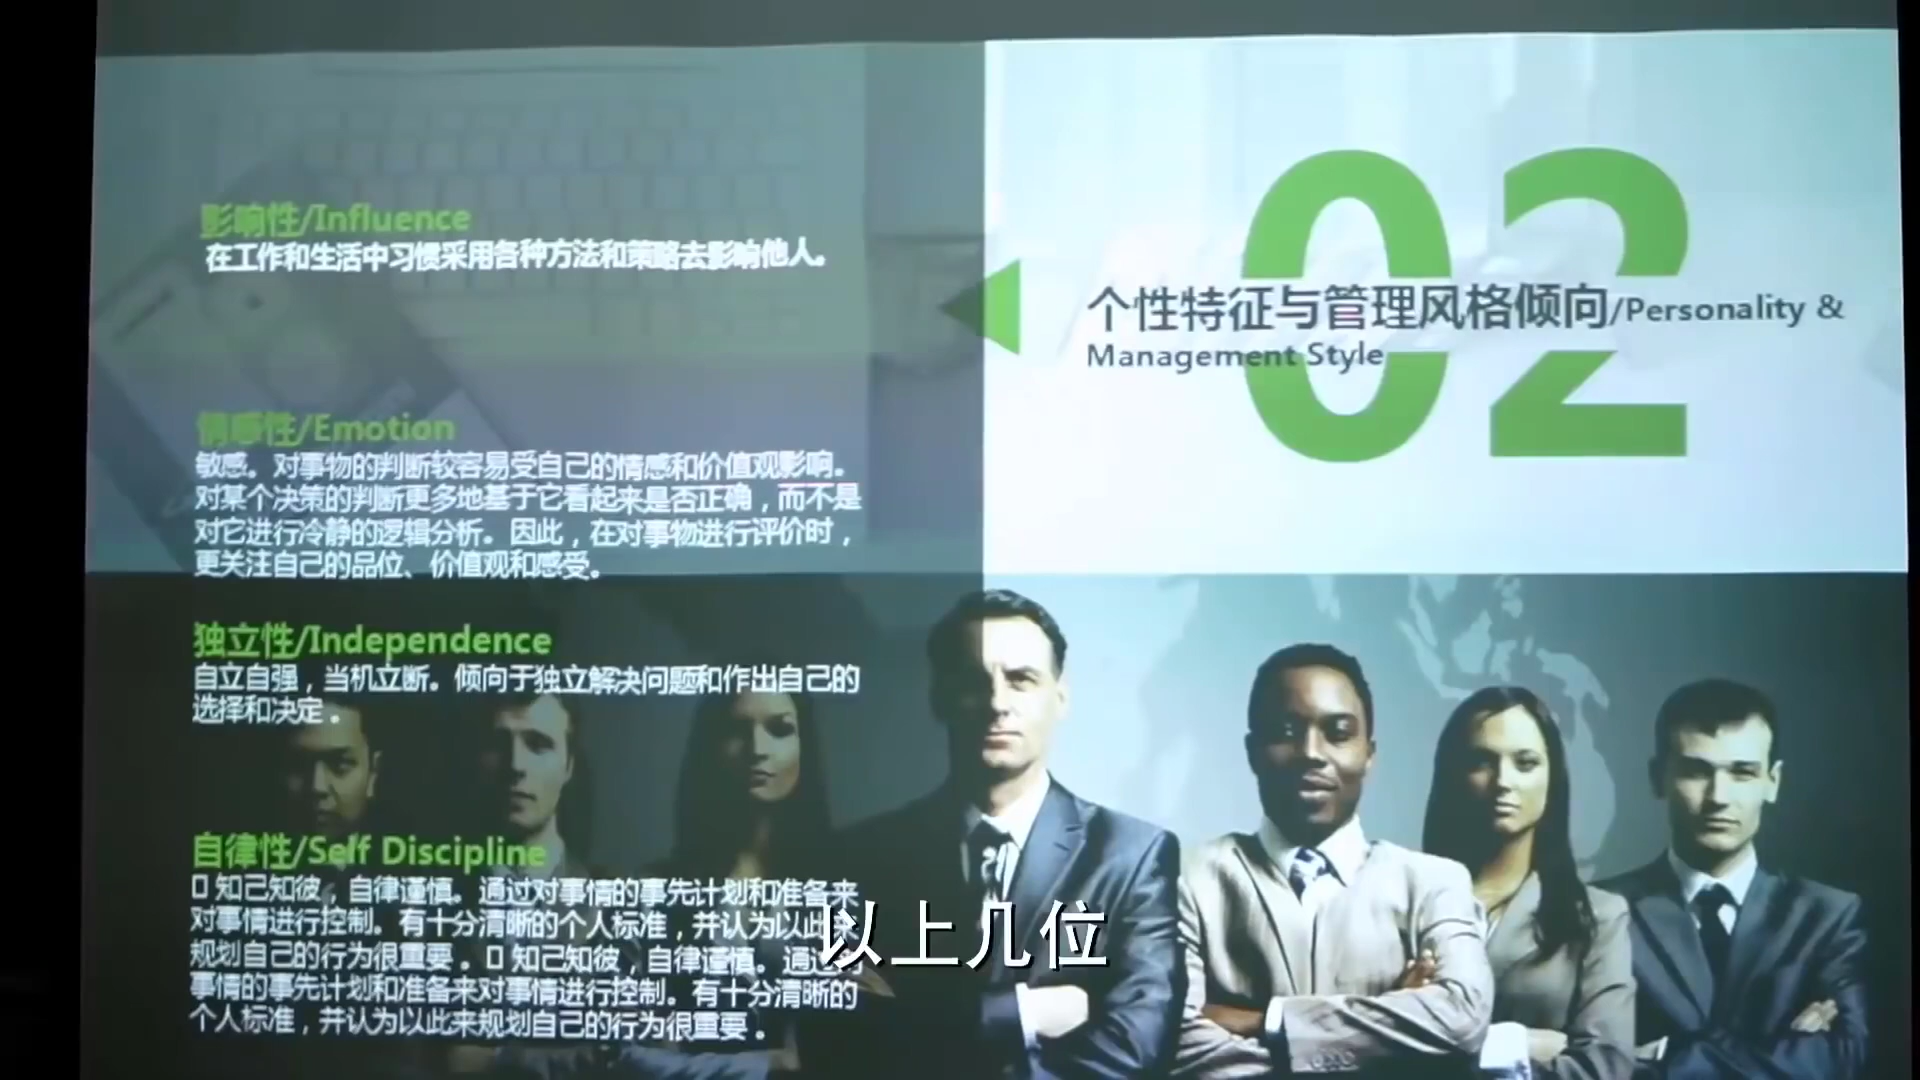 影响性/Influence
在工作和生活中习惯采用各种方法和策略去影响他人。
02
个性特征与管理风格倾向/Personality &
Management Style
情感性/Emotion
敏感。对事物的判断较容易受自己的情感和价值观影响。
对某个决策的判断更多地基于它看起来是否正确，而不是
对它进行冷静的逻辑分析。因此，在对事物进行评价时，
更关注自己的品位、价值观和感受。
独立性/Independence
自立自强，当机立断。倾向于独立解决问题和作出自己的
选择和决定。
自律性/Self Discipline
知己知彼，自律谨慎。通过对事情的事先计划和准备来
对事情进行控制。有十分清晰的个人标准，并认为以此来
规划自己的行为很重要。 知己知彼，自律谨慎。通过对
事情的事先计划和准备来对事情进行控制。有十分清晰的
个人标准，并认为以此来规划自己的行为很重要。
以上几位